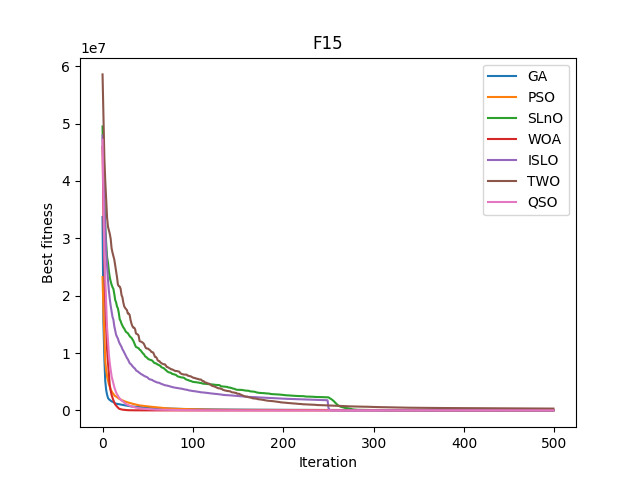 F15
1e7
6
5
4
3
2
1
0
Best fitness
0 100 200 300 400 500
Iteration
GA
PSO
SLnO
WOA
ISLO
TWO
QSO